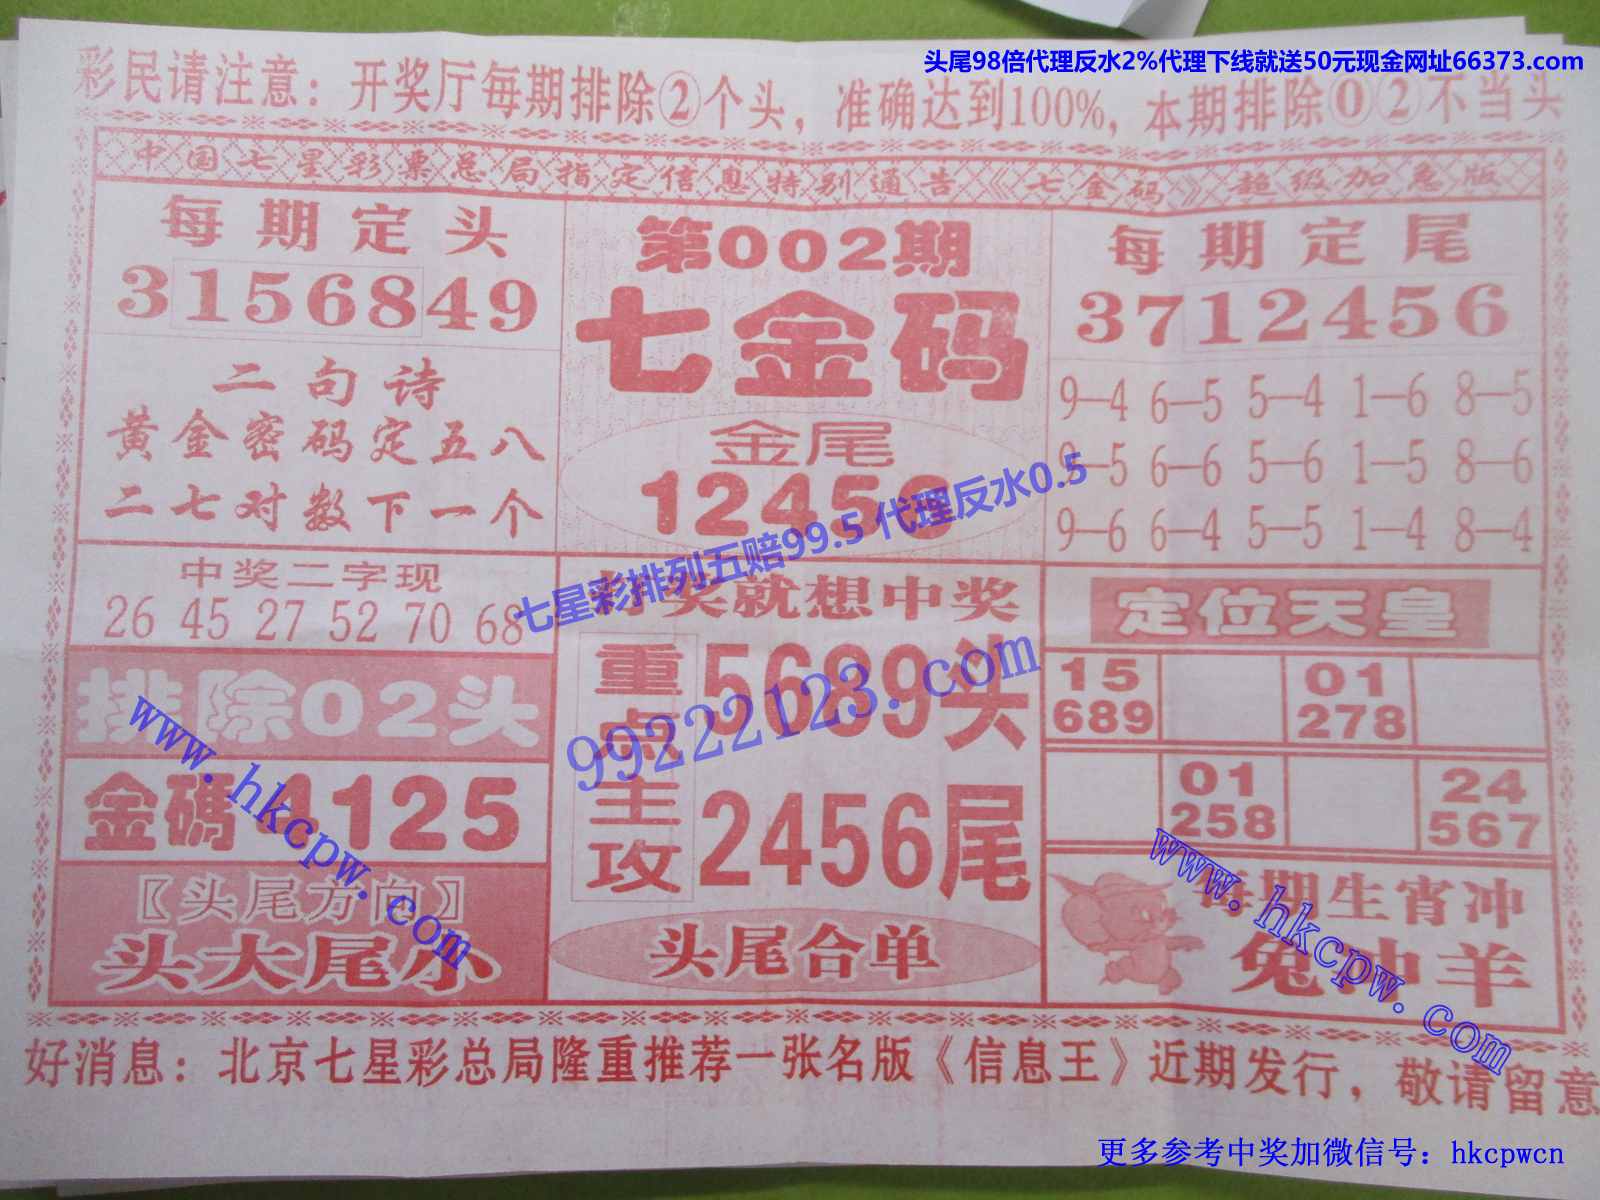 头尾98倍代理反水2%代理下线就送50元现金网址66373.com
彩民请注意：开奖厅每期排除②个头，准确达到100%，本期排除⓪②不当头
中国七星彩票总局指定信息特别通告《七金码》超级加急版
每期定头
3156849
二句诗
黄金密码定五八
二七对数下一个
第002期
七金码
金尾
12456
每期定尾
3712456
9—4 6—5 5—4 1—6 8—5
9—5 6—6 5—6 1—5 8—6
9—6 6—4 5—5 1—4 8—4
七星彩排列五赔99.5 代理反水0.5
中奖二字现
26 45 27 52 70 68
排除02头
金碼4125
〖头尾方向〗
头大尾小
就想中奖
重点主攻
5689头
2456尾
头尾合单
99222123.com
定位天皇
15 01
689 278
01 24
258 567
每期生宵冲
兔冲羊
www.hkcpw.com
www.hkcpw.com
好消息：北京七星彩总局隆重推荐一张名版《信息王》近期发行，敬请留意
更多参考中奖加微信号：hkcpwcn